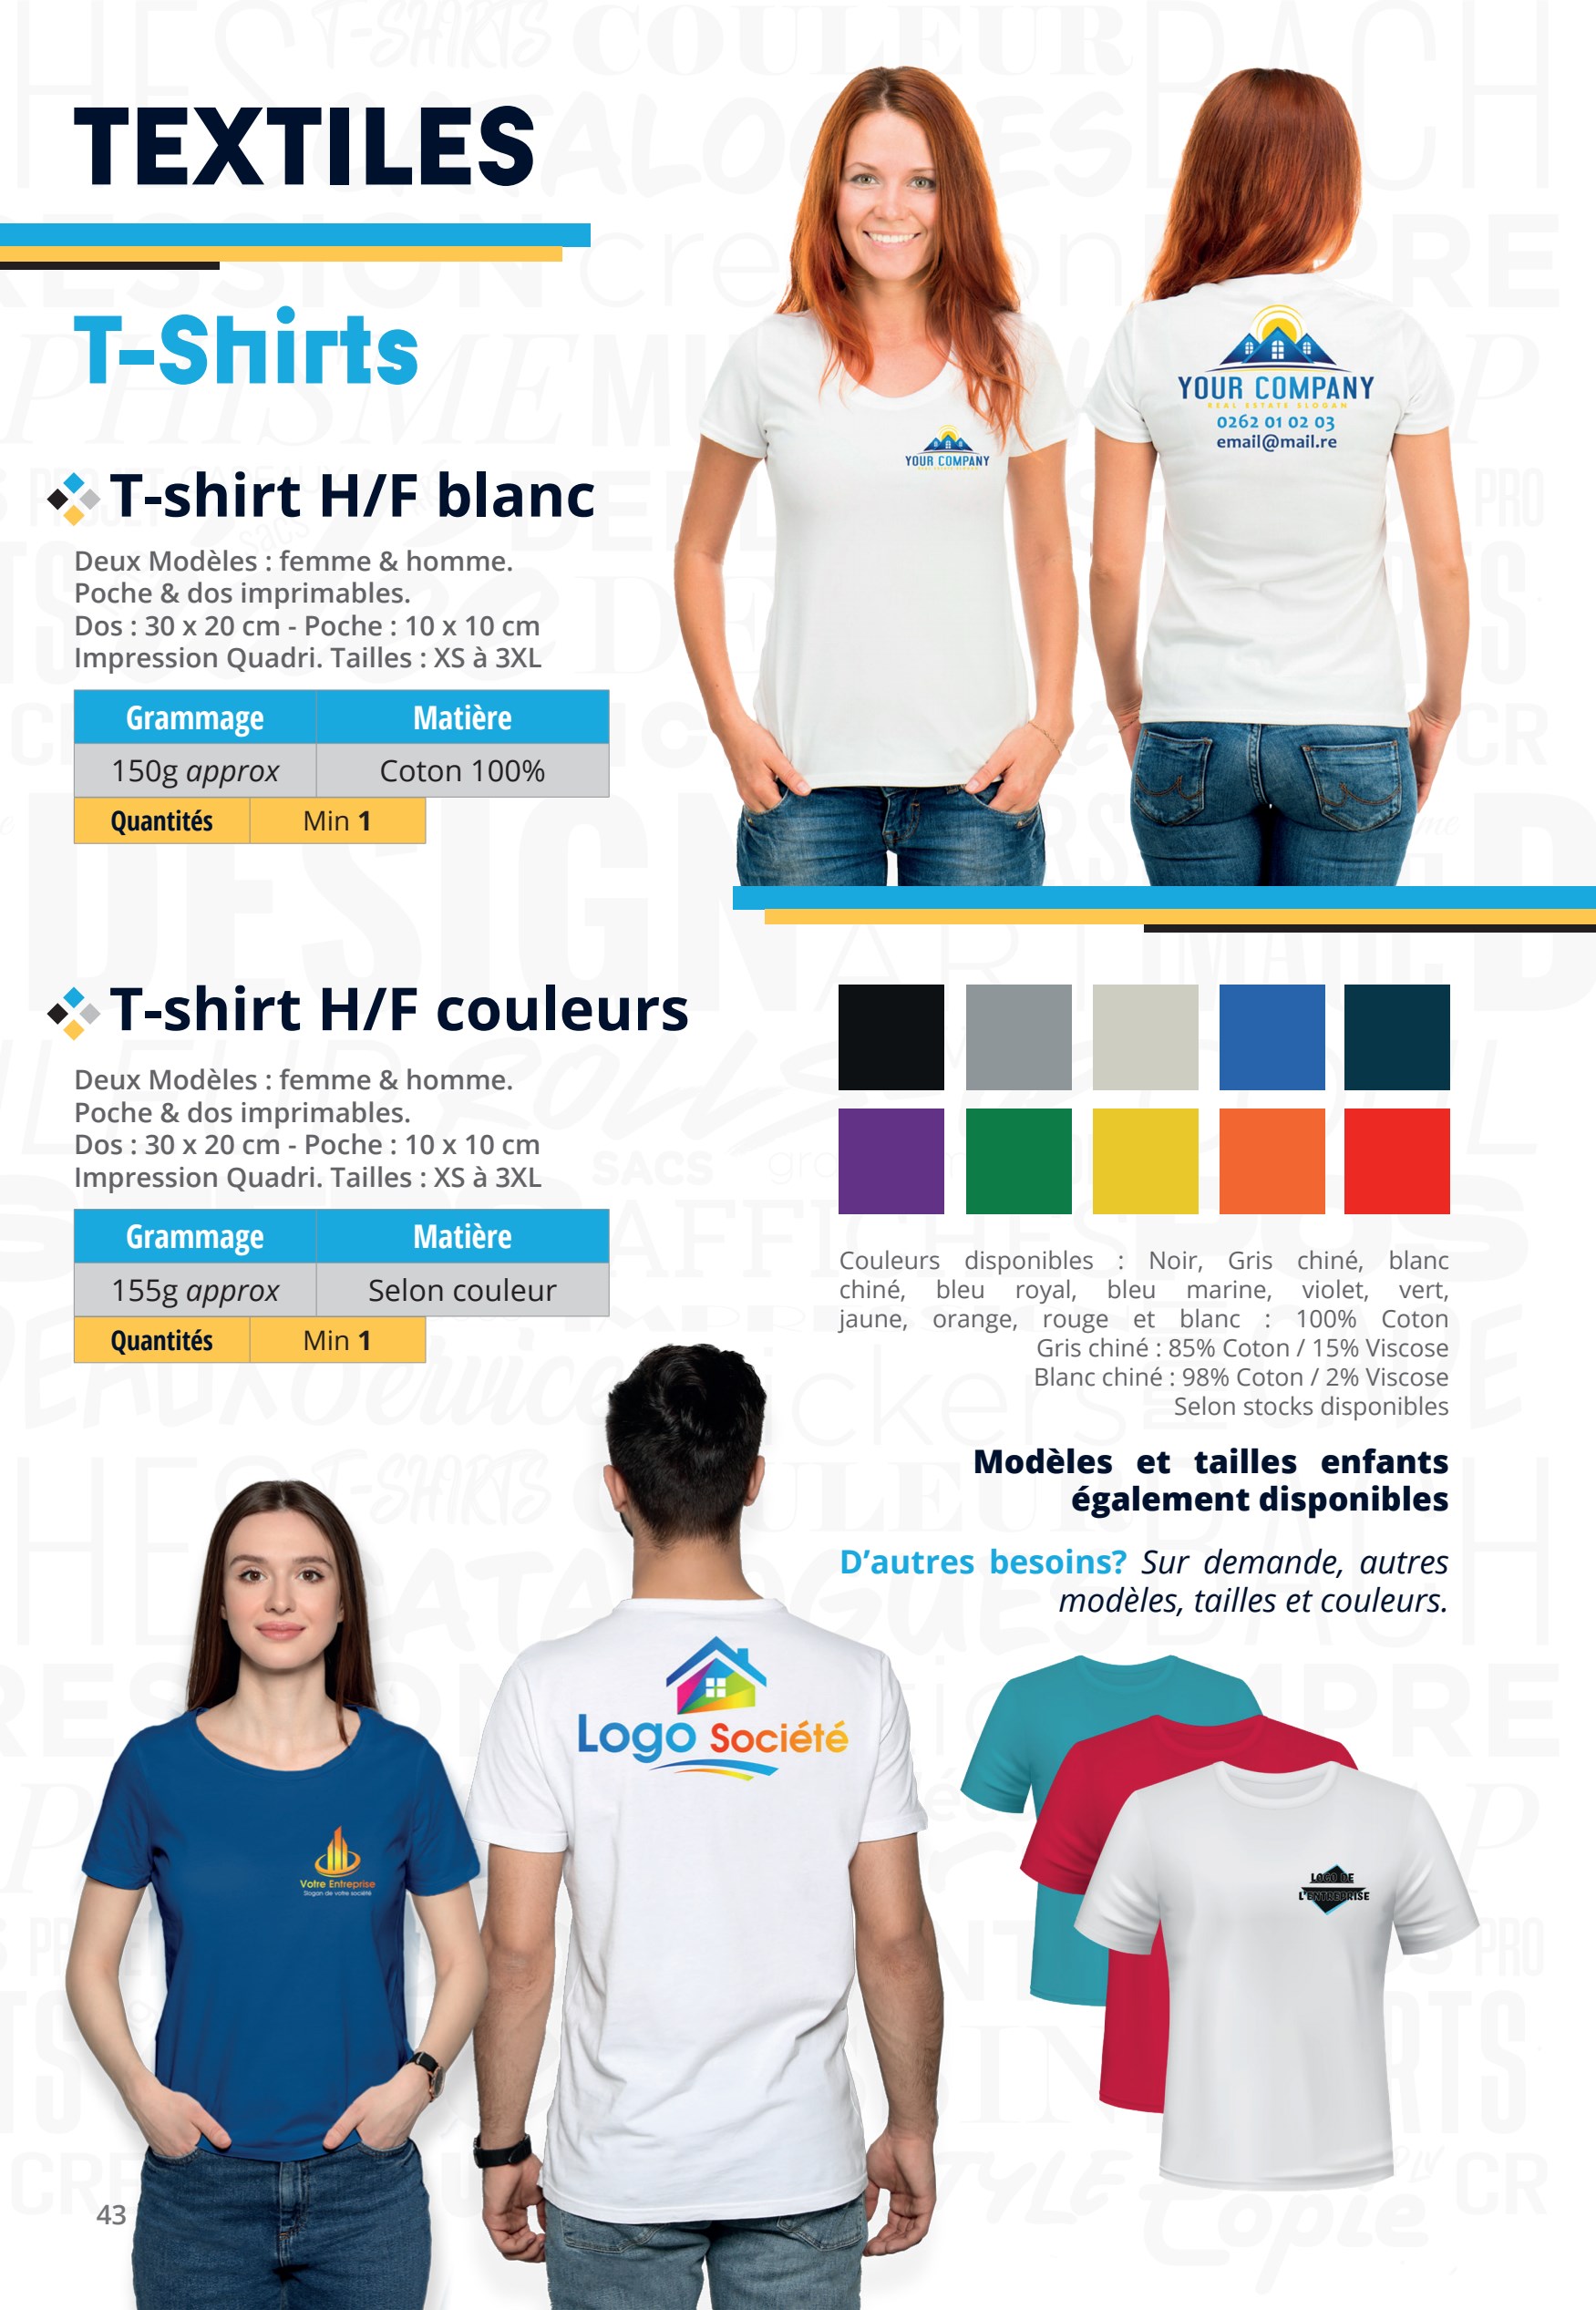 TEXTILES
T-Shirts
T-shirt H/F blanc
Deux Modèles : femme & homme.
Poche & dos imprimables.
Dos : 30 x 20 cm - Poche : 10 x 10 cm
Impression Quadri. Tailles : XS à 3XL
Grammage Matière
150g approx Coton 100%
Quantités Min 1
YOUR COMPANY
YOUR COMPANY
REAL ESTATE SLOGAN
0262 01 02 03
email@mail.re
T-shirt H/F couleurs
Deux Modèles : femme & homme.
Poche & dos imprimables.
Dos : 30 x 20 cm - Poche : 10 x 10 cm
Impression Quadri. Tailles : XS à 3XL
Grammage Matière
155g approx Selon couleur
Quantités Min 1
Couleurs disponibles : Noir, Gris chiné, blanc
chiné, bleu royal, bleu marine, violet, vert,
jaune, orange, rouge et blanc : 100% Coton
Gris chiné : 85% Coton / 15% Viscose
Blanc chiné : 98% Coton / 2% Viscose
Selon stocks disponibles
Modèles et tailles enfants
également disponibles
D'autres besoins? Sur demande, autres
modèles, tailles et couleurs.
Votre Entreprise
Slogan de votre société
Logo Société
LOGO DE
L'ENTREPRISE
43